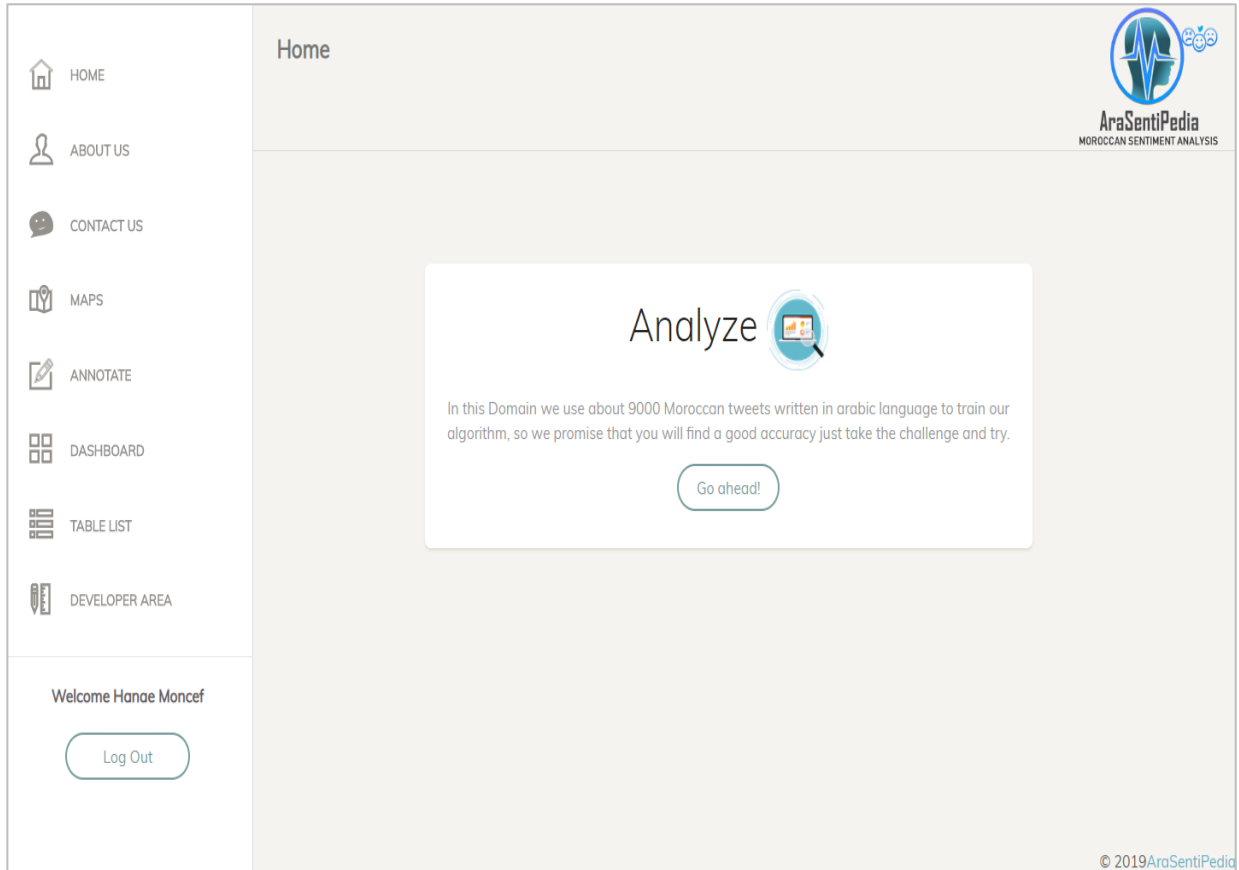 HOME
ABOUT US
CONTACT US
MAPS
ANNOTATE
DASHBOARD
TABLE LIST
DEVELOPER AREA
Welcome Hanae Moncef
Log Out
Home
AraSentiPedia
MOROCCAN SENTIMENT ANALYSIS
Analyze
In this Domain we use about 9000 Moroccan tweets written in arabic language to train our
algorithm, so we promise that you will find a good accuracy just take the challenge and try.
Go ahead!
© 2019AraSentiPedia